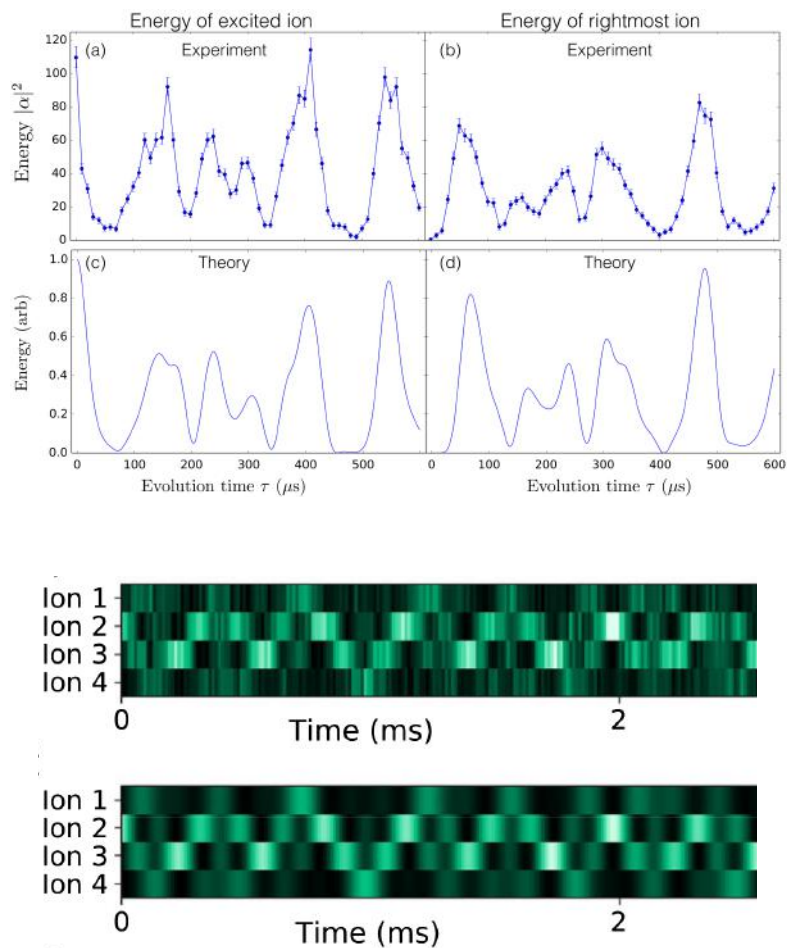 Energy of excited ion
Energy of rightmost ion
(a)
Experiment
(b)
Experiment
Energy |α|²
120
100
80
60
40
20
0
(c)
Theory
(d)
Theory
Energy (arb)
1.0
0.8
0.6
0.4
0.2
0.0
0 100 200 300 400 500
0 100 200 300 400 500 600
Evolution time τ (μs)
Evolution time τ (μs)
Ion 1
Ion 2
Ion 3
Ion 4
0 2
Time (ms)
Ion 1
Ion 2
Ion 3
Ion 4
0 2
Time (ms)